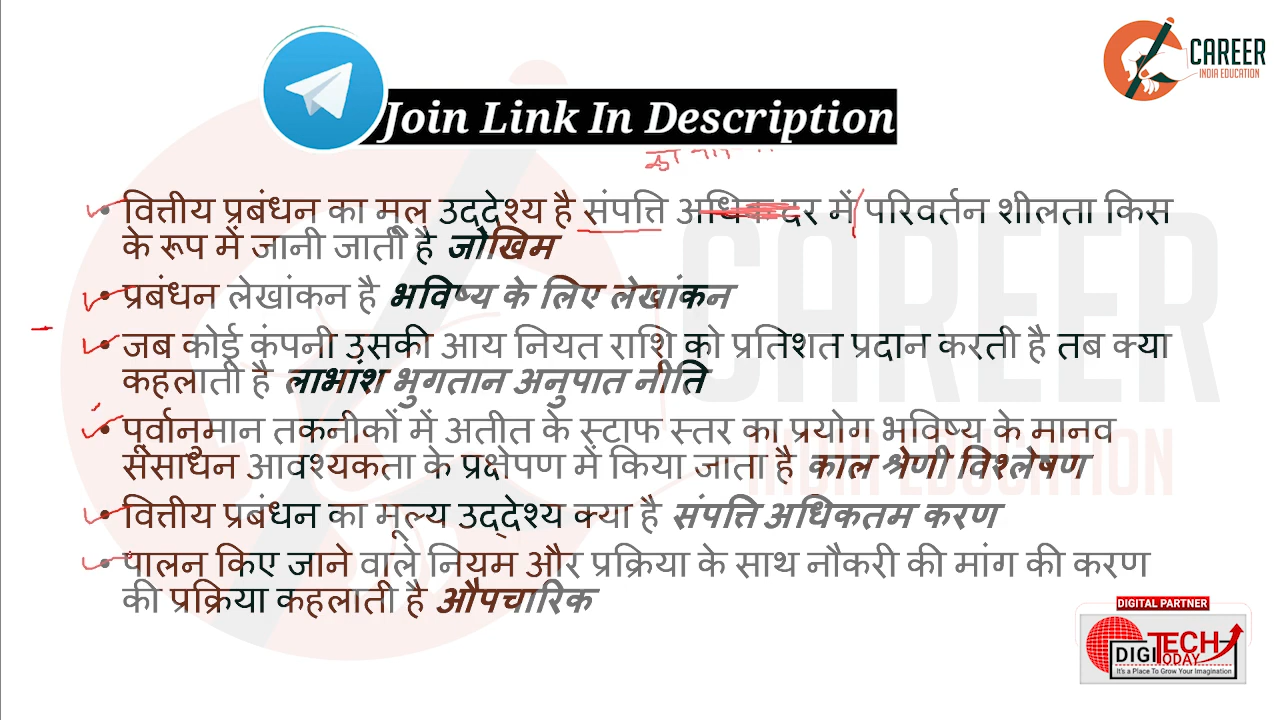 CAREER
INDIA EDUCATION
Join Link In Description
• वित्तीय प्रबंधन का मूल उद्देश्य है संपत्ति अधिक दर में परिवर्तन शीलता किस
के रूप में जानी जाती है जोखिम
• प्रबंधन लेखांकन है भविष्य के लिए लेखांकन
• जब कोई कंपनी उसकी आय नियत राशि को प्रतिशत प्रदान करती है तब क्या
कहलाती है लाभांश भुगतान अनुपात नीति
• पूर्वानुमान तकनीकों में अतीत के स्टाफ स्तर का प्रयोग भविष्य के मानव
संसाधन आवश्यकता के प्रक्षेपण में किया जाता है काल श्रेणी विश्लेषण
• वित्तीय प्रबंधन का मूल्य उद्देश्य क्या है संपत्ति अधिकतम करण
• पालन किए जाने वाले नियम और प्रक्रिया के साथ नौकरी की मांग की करण
की प्रक्रिया कहलाती है औपचारिक
CAREER
INDIA EDUCATION
DIGITAL PARTNER
DIGI TECH
TODAY
It's a Place To Grow Your Imagination